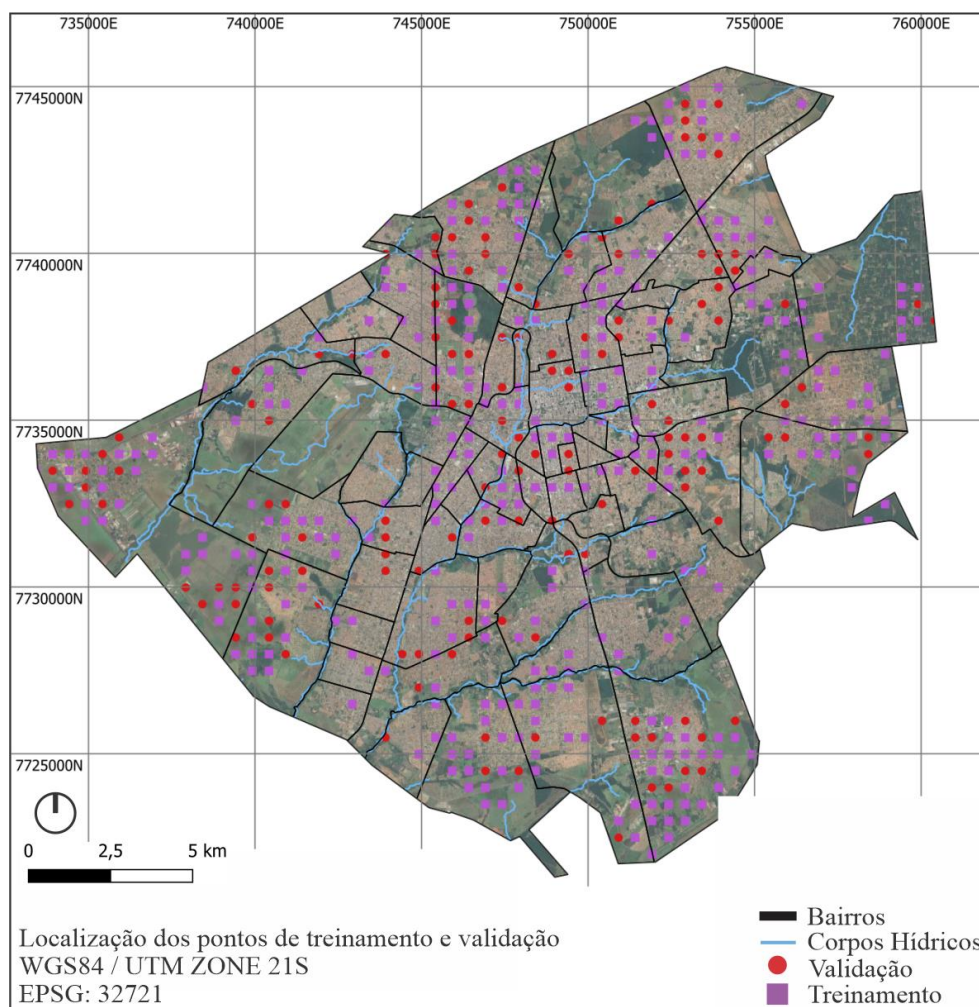 735000E 740000E 745000E 750000E 755000E 760000E
7745000N
7740000N
7735000N
7730000N
7725000N
0 2,5 5 km
Localização dos pontos de treinamento e validação
WGS84 / UTM ZONE 21S
EPSG: 32721
Bairros
Corpos Hídricos
Validação
Treinamento